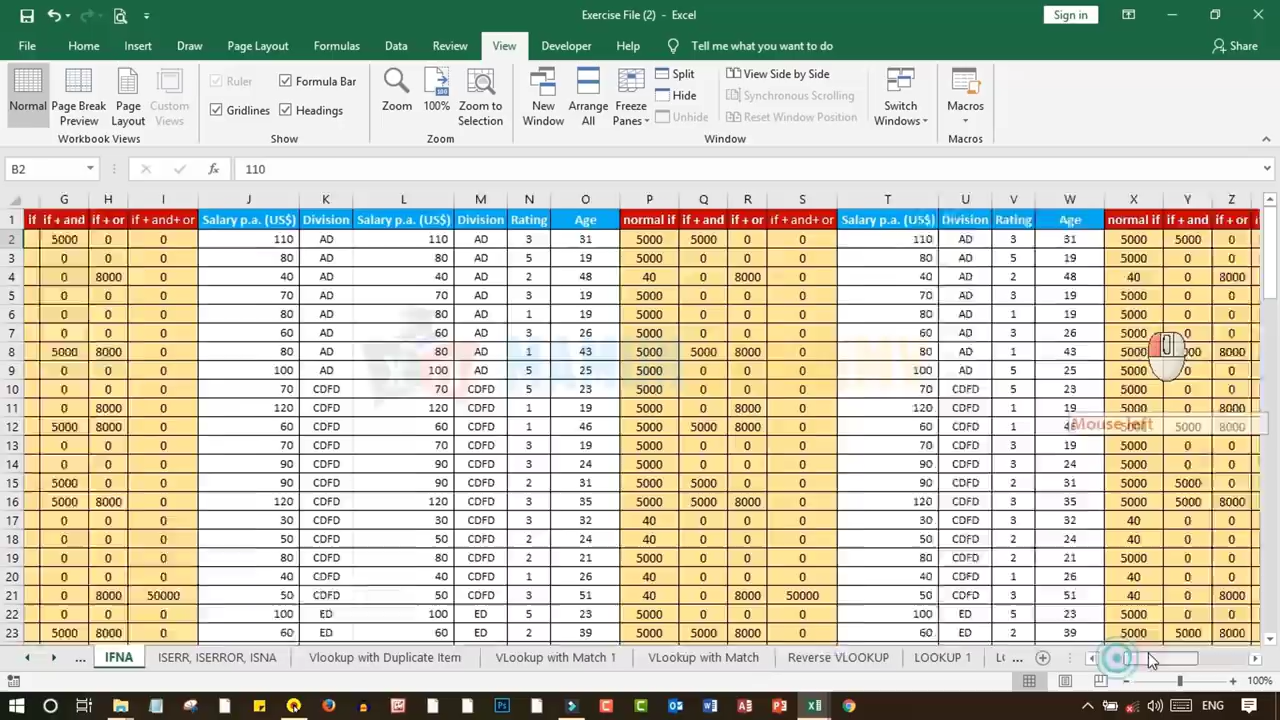 Exercise File (2) - Excel
Sign in
File Home Insert Draw Page Layout Formulas Data Review View Developer Help Tell me what you want to do Share
Normal
Page Break Preview
Page Layout
Custom Views
Workbook Views
Ruler
Formula Bar
Gridlines
Headings
Show
Zoom
100%
Zoom to Selection
Zoom
New Window
Arrange All
Freeze Panes
Split
Hide
Unhide
View Side by Side
Synchronous Scrolling
Reset Window Position
Window
Switch Windows
Macros
Macros
B2 fx 110
G H I J K L M N O P Q R S T U V W X Y Z
1 if if + and if + or if + and+ or Salary p.a. (US$) Division Salary p.a. (US$) Division Rating Age normal if if + and if + or if + and+ or Salary p.a. (US$) Division Rating Age normal if if + and if + or
2 5000 0 0 110 AD 110 AD 3 31 5000 5000 0 0 110 AD 3 31 5000 5000 0
3 0 0 0 80 AD 80 AD 5 19 5000 0 0 0 80 AD 5 19 5000 0 0
4 0 8000 0 40 AD 40 AD 2 48 40 0 8000 0 40 AD 2 48 40 0 8000
5 0 0 0 70 AD 70 AD 3 19 5000 0 0 0 70 AD 3 19 5000 0 0
6 0 0 0 80 AD 80 AD 1 19 5000 0 0 0 80 AD 1 19 5000 0 0
7 0 0 0 60 AD 60 AD 3 26 5000 0 0 0 60 AD 3 26 5000 0 0
8 5000 8000 0 80 AD 80 AD 1 43 5000 5000 8000 0 80 AD 1 43 5000 8000
9 0 0 0 100 AD 100 AD 5 25 5000 0 0 0 100 AD 5 25 5000 0 0
10 0 0 0 70 CDFD 70 CDFD 5 23 5000 0 0 0 70 CDFD 5 23 5000 0 0
11 0 8000 0 120 CDFD 120 CDFD 1 19 5000 0 8000 0 120 CDFD 1 19 5000 0 8000
12 5000 8000 0 60 CDFD 60 CDFD 1 46 5000 5000 8000 0 60 CDFD 1 5000 8000
Mouse left
13 0 0 0 70 CDFD 70 CDFD 3 19 5000 0 0 0 70 CDFD 3 19 5000 0 0
14 0 0 0 90 CDFD 90 CDFD 3 24 5000 0 0 0 90 CDFD 3 24 5000 0 0
15 5000 0 0 90 CDFD 90 CDFD 2 31 5000 5000 0 0 90 CDFD 2 31 5000 5000 0
16 5000 8000 0 120 CDFD 120 CDFD 3 35 5000 5000 8000 0 120 CDFD 3 35 5000 5000 8000
17 0 0 0 30 CDFD 30 CDFD 3 32 40 0 0 0 30 CDFD 3 32 40 0 0
18 0 0 0 50 CDFD 50 CDFD 2 24 40 0 0 0 50 CDFD 2 24 40 0 0
19 0 0 0 80 CDFD 80 CDFD 2 21 5000 0 0 0 80 CDFD 2 21 5000 0 0
20 0 0 0 40 CDFD 40 CDFD 1 26 40 0 0 0 40 CDFD 1 26 40 0 0
21 0 8000 50000 50 CDFD 50 CDFD 3 51 40 0 8000 50000 50 CDFD 3 51 40 0 8000
22 0 0 0 100 ED 100 ED 5 23 5000 0 0 0 100 ED 5 23 5000 0 0
23 5000 8000 0 60 ED 60 ED 2 39 5000 5000 8000 0 60 ED 2 39 5000 5000 8000
... IFNA ISERR, ISERROR, ISNA Vlookup with Duplicate Item VLookup with Match 1 VLookup with Match Reverse VLOOKUP LOOKUP 1 ...
100%
ENG